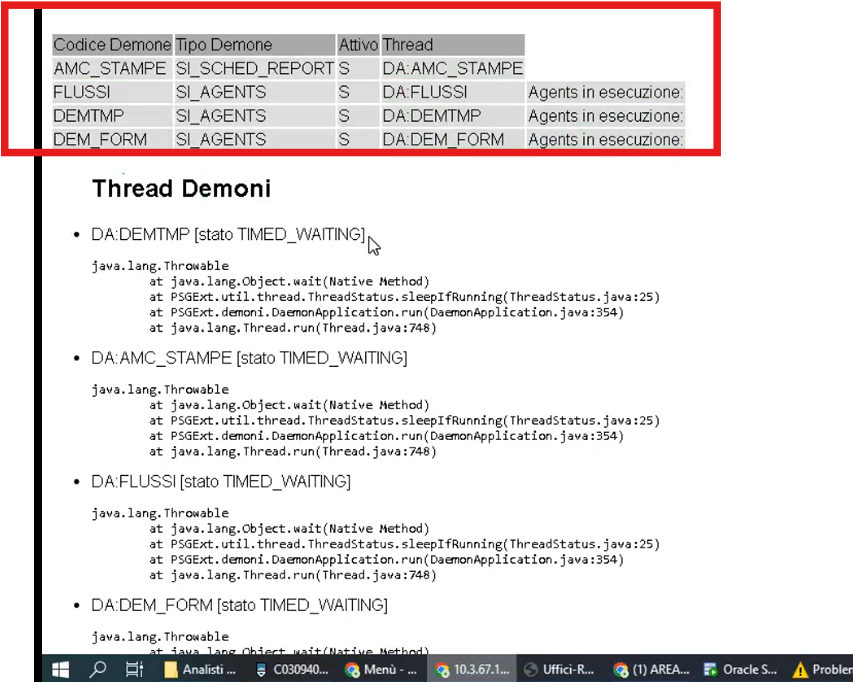 Codice Demone Tipo Demone Attivo Thread
AMC_STAMPE SI_SCHED_REPORT S DA:AMC_STAMPE
FLUSSI SI_AGENTS S DA:FLUSSI Agents in esecuzione:
DEMTMP SI_AGENTS S DA:DEMTMP Agents in esecuzione:
DEM_FORM SI_AGENTS S DA:DEM_FORM Agents in esecuzione:
Thread Demoni
• DA:DEMTMP [stato TIMED_WAITING]
java.lang.Throwable
at java.lang.Object.wait(Native Method)
at PSGExt.util.thread.ThreadStatus.sleepIfRunning(ThreadStatus.java:25)
at PSGExt.demoni.DaemonApplication.run(DaemonApplication.java:354)
at java.lang.Thread.run(Thread.java:748)
• DA:AMC_STAMPE [stato TIMED_WAITING]
java.lang.Throwable
at java.lang.Object.wait(Native Method)
at PSGExt.util.thread.ThreadStatus.sleepIfRunning(ThreadStatus.java:25)
at PSGExt.demoni.DaemonApplication.run(DaemonApplication.java:354)
at java.lang.Thread.run(Thread.java:748)
• DA:FLUSSI [stato TIMED_WAITING]
java.lang.Throwable
at java.lang.Object.wait(Native Method)
at PSGExt.util.thread.ThreadStatus.sleepIfRunning(ThreadStatus.java:25)
at PSGExt.demoni.DaemonApplication.run(DaemonApplication.java:354)
at java.lang.Thread.run(Thread.java:748)
• DA:DEM_FORM [stato TIMED_WAITING]
java.lang.Throwable
at java.lang.Object.wait(Native Method)
Analisti ... C030940... Menù - ... 10.3.67.1... Uffici-R... (1) AREA... Oracle S... Problem